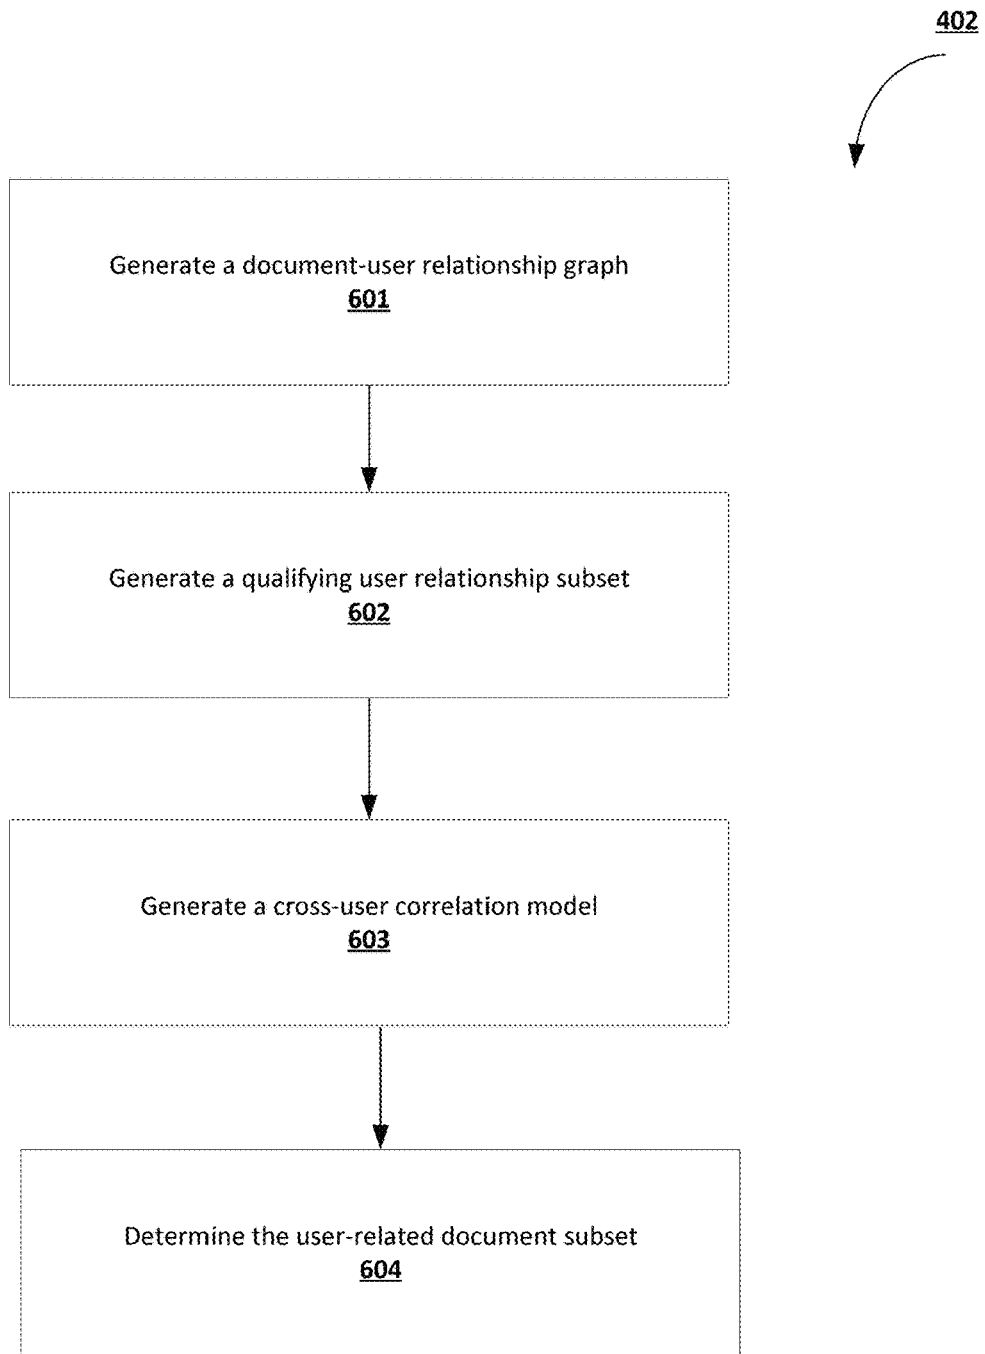 402
Generate a document-user relationship graph
601
Generate a qualifying user relationship subset
602
Generate a cross-user correlation model
603
Determine the user-related document subset
604